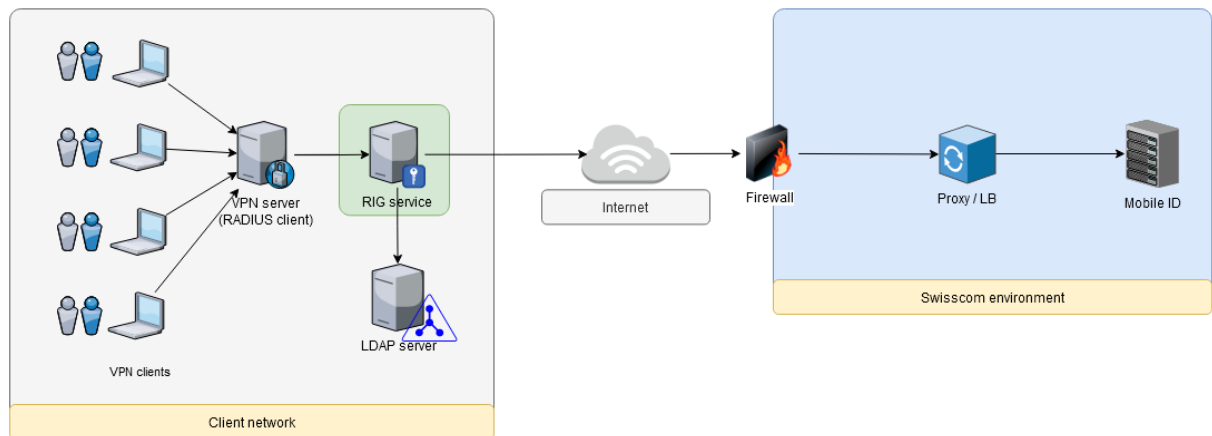 VPN server
(RADIUS client)
RIG service
LDAP server
VPN clients
Client network
Internet
Firewall
Proxy / LB
Mobile ID
Swisscom environment